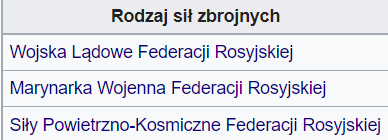 Rodzaj sił zbrojnych
Wojska Lądowe Federacji Rosyjskiej
Marynarka Wojenna Federacji Rosyjskiej
Siły Powietrzno-Kosmiczne Federacji Rosyjskiej